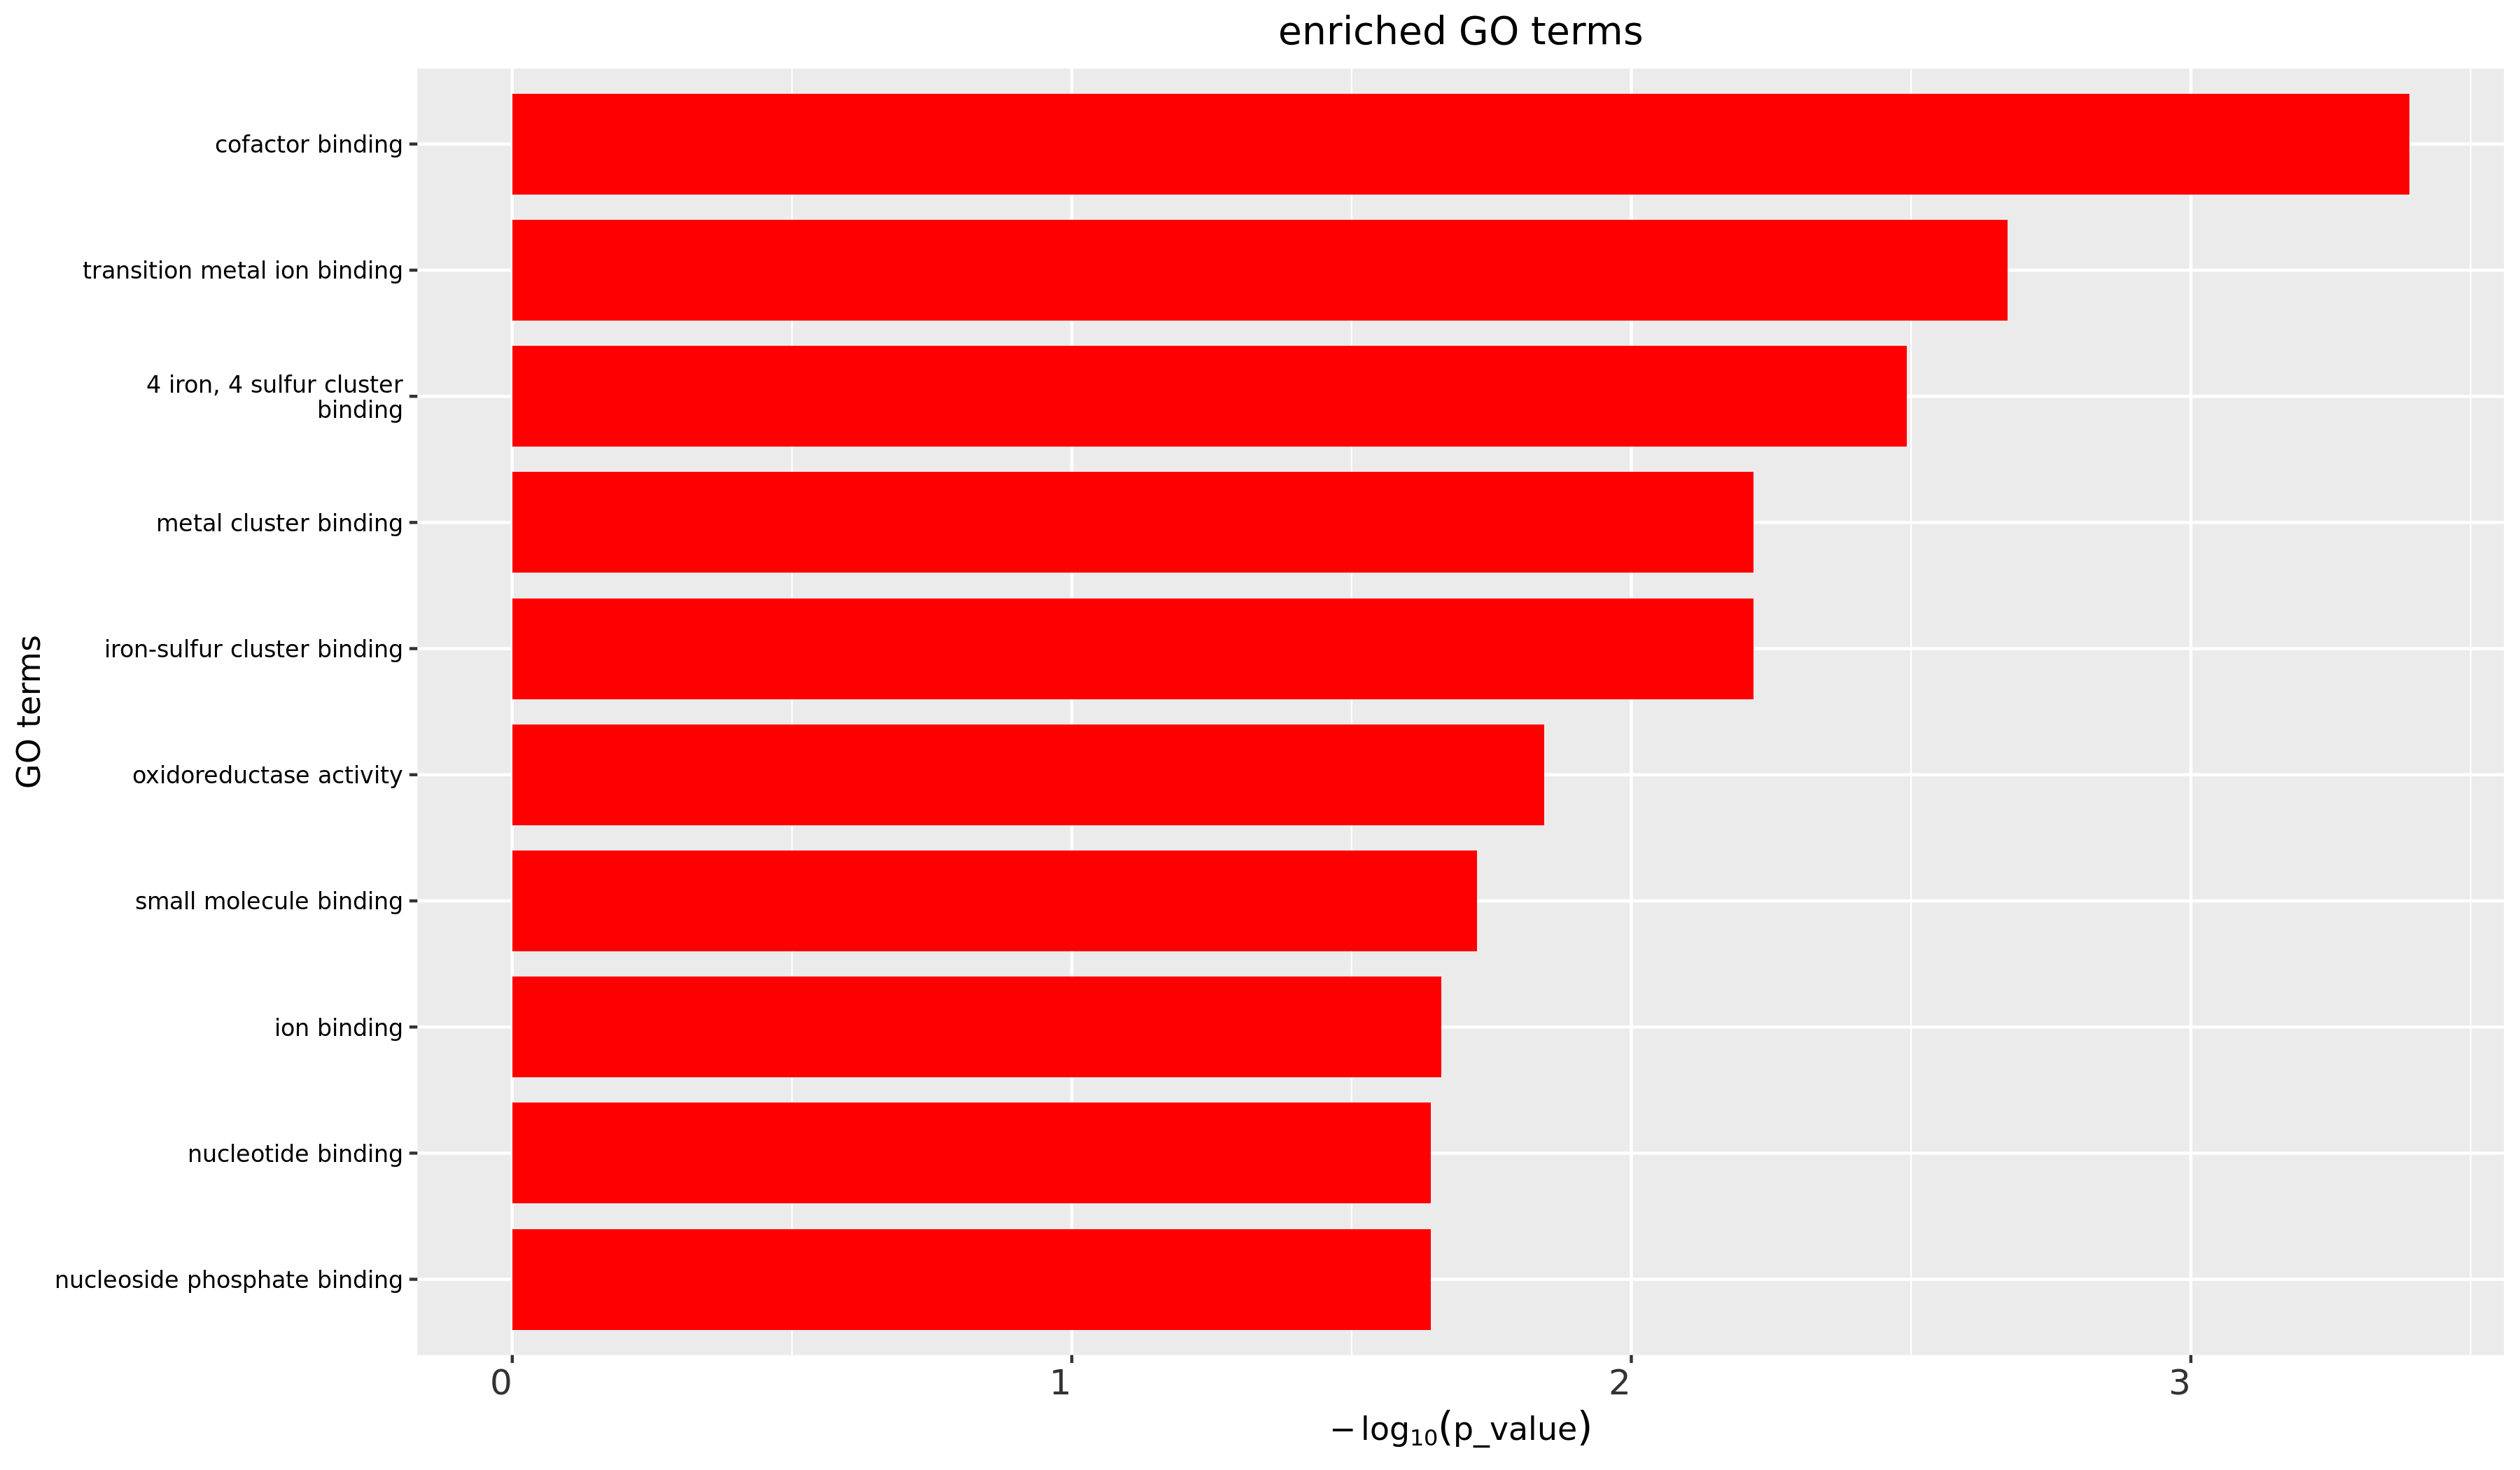 enriched GO terms
cofactor binding
transition metal ion binding
4 iron, 4 sulfur cluster
binding
metal cluster binding
iron-sulfur cluster binding
GO terms
oxidoreductase activity
small molecule binding
ion binding
nucleotide binding
nucleoside phosphate binding
0 1 2 3
−log₁₀(p_value)